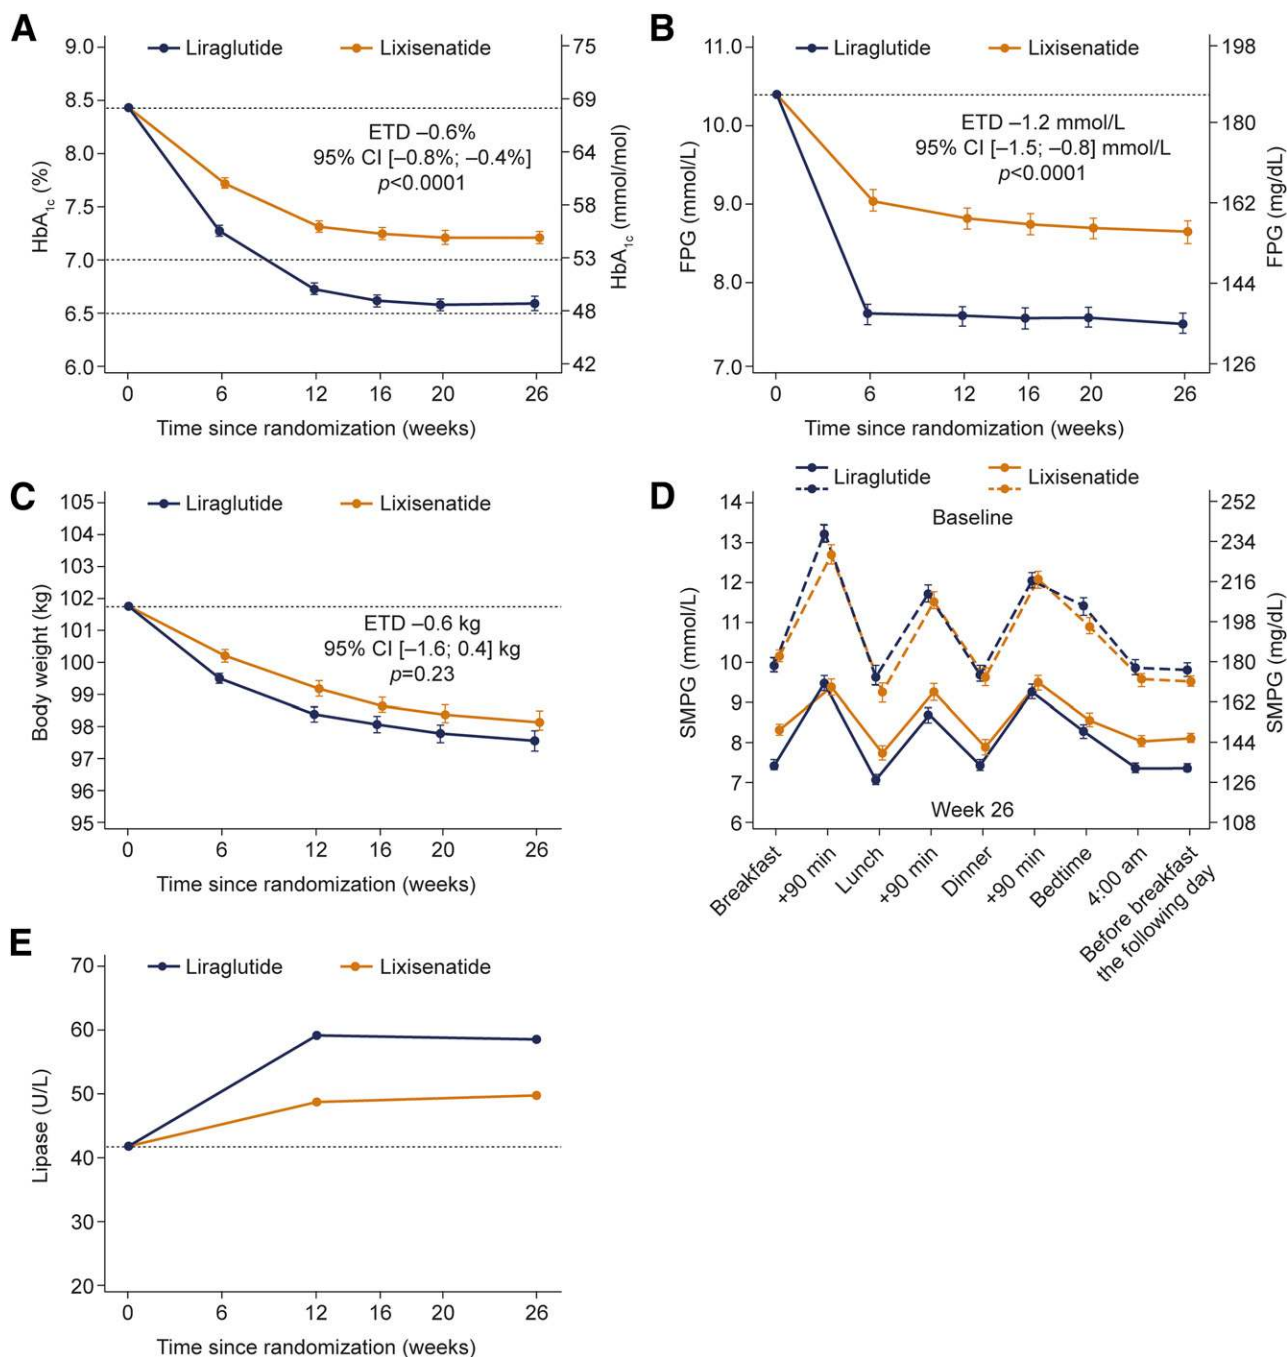 A
Liraglutide
Lixisenatide
9.0
8.5
8.0
7.5
7.0
6.5
6.0
HbA1c (%)
75
69
64
58
53
48
42
HbA1c (mmol/mol)
ETD –0.6%
95% CI [–0.8%; –0.4%]
p<0.0001
0 6 12 16 20 26
Time since randomization (weeks)
B
Liraglutide
Lixisenatide
11.0
10.0
9.0
8.0
7.0
FPG (mmol/L)
198
180
162
144
126
FPG (mg/dL)
ETD –1.2 mmol/L
95% CI [–1.5; –0.8] mmol/L
p<0.0001
0 6 12 16 20 26
Time since randomization (weeks)
C
Liraglutide
Lixisenatide
105
104
103
102
101
100
99
98
97
96
95
Body weight (kg)
ETD –0.6 kg
95% CI [–1.6; 0.4] kg
p=0.23
0 6 12 16 20 26
Time since randomization (weeks)
D
Liraglutide
Lixisenatide
Baseline
14
13
12
11
10
9
8
7
6
SMPG (mmol/L)
252
234
216
198
180
162
144
126
108
SMPG (mg/dL)
Week 26
Breakfast
+90 min
Lunch
+90 min
Dinner
+90 min
Bedtime
4:00 am
Before breakfast
the following day
E
Liraglutide
Lixisenatide
70
60
50
40
30
20
Lipase (U/L)
0 6 12 16 20 26
Time since randomization (weeks)